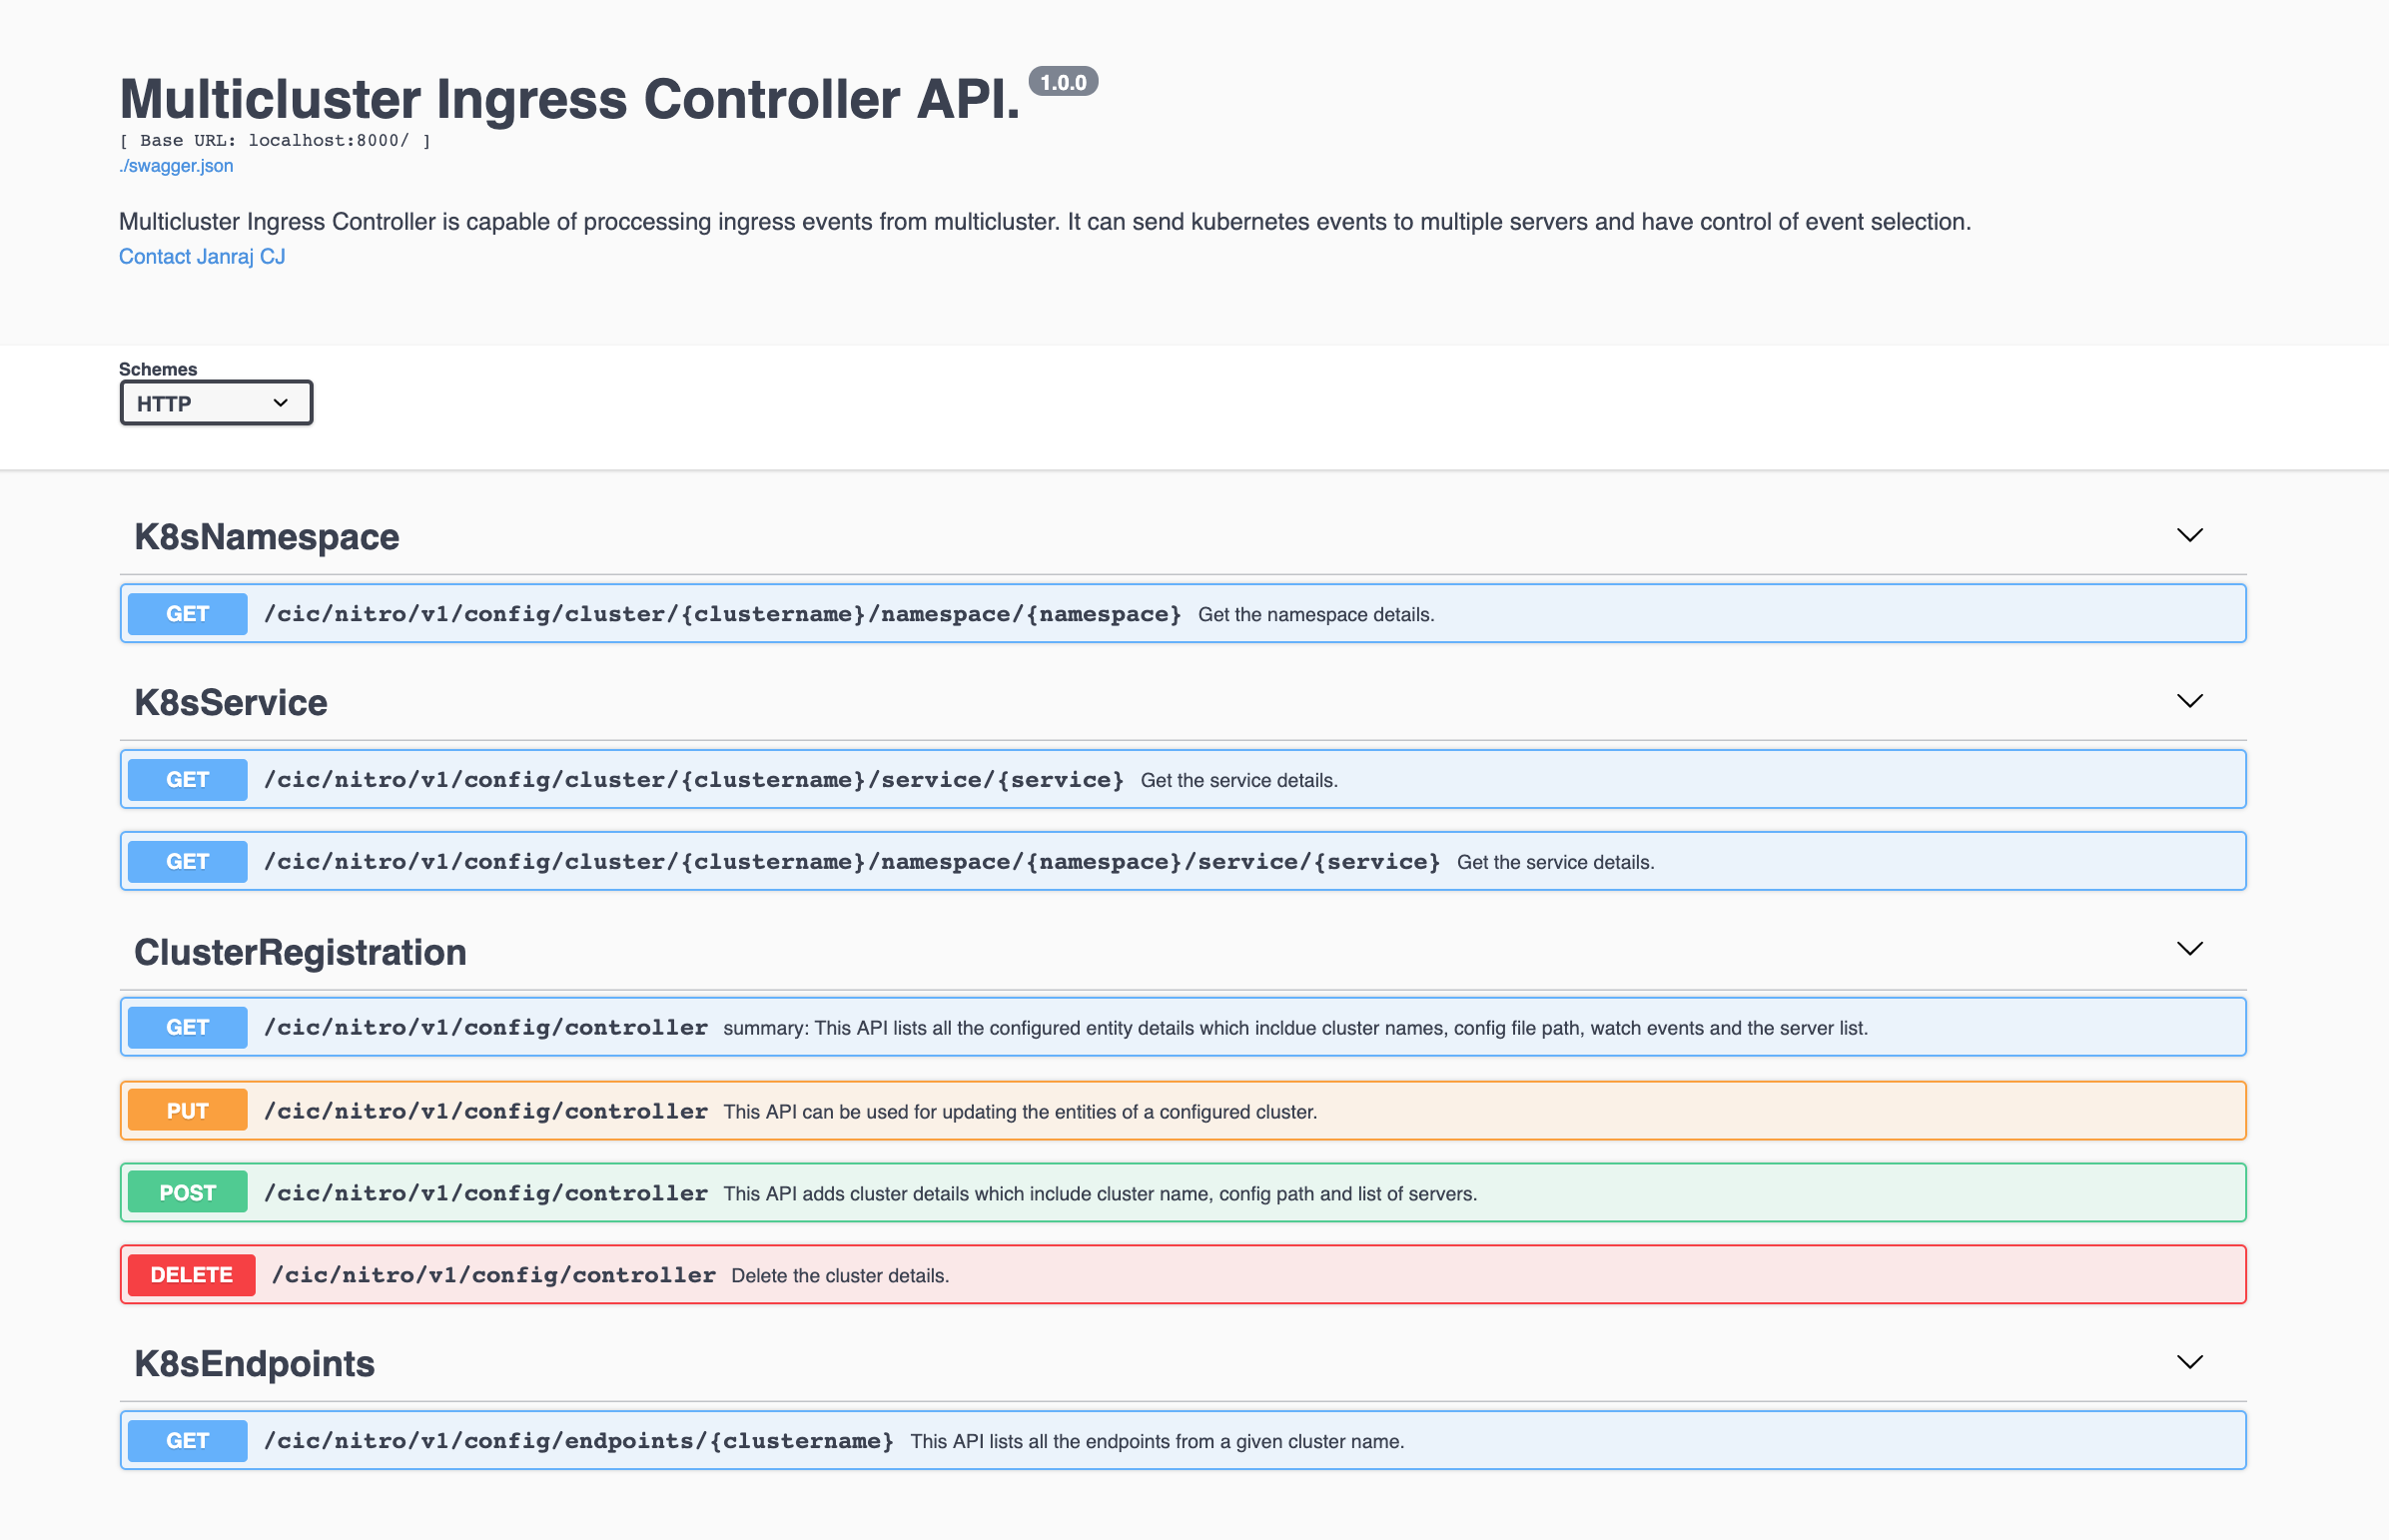 Multicluster Ingress Controller API. 1.0.0
[ Base URL: localhost:8000/ ]
./swagger.json
Multicluster Ingress Controller is capable of proccessing ingress events from multicluster. It can send kubernetes events to multiple servers and have control of event selection.
Contact Janraj CJ
Schemes
HTTP
K8sNamespace
GET /cic/nitro/v1/config/cluster/{clustername}/namespace/{namespace} Get the namespace details.
K8sService
GET /cic/nitro/v1/config/cluster/{clustername}/service/{service} Get the service details.
GET /cic/nitro/v1/config/cluster/{clustername}/namespace/{namespace}/service/{service} Get the service details.
ClusterRegistration
GET /cic/nitro/v1/config/controller summary: This API lists all the configured entity details which incldue cluster names, config file path, watch events and the server list.
PUT /cic/nitro/v1/config/controller This API can be used for updating the entities of a configured cluster.
POST /cic/nitro/v1/config/controller This API adds cluster details which include cluster name, config path and list of servers.
DELETE /cic/nitro/v1/config/controller Delete the cluster details.
K8sEndpoints
GET /cic/nitro/v1/config/endpoints/{clustername} This API lists all the endpoints from a given cluster name.